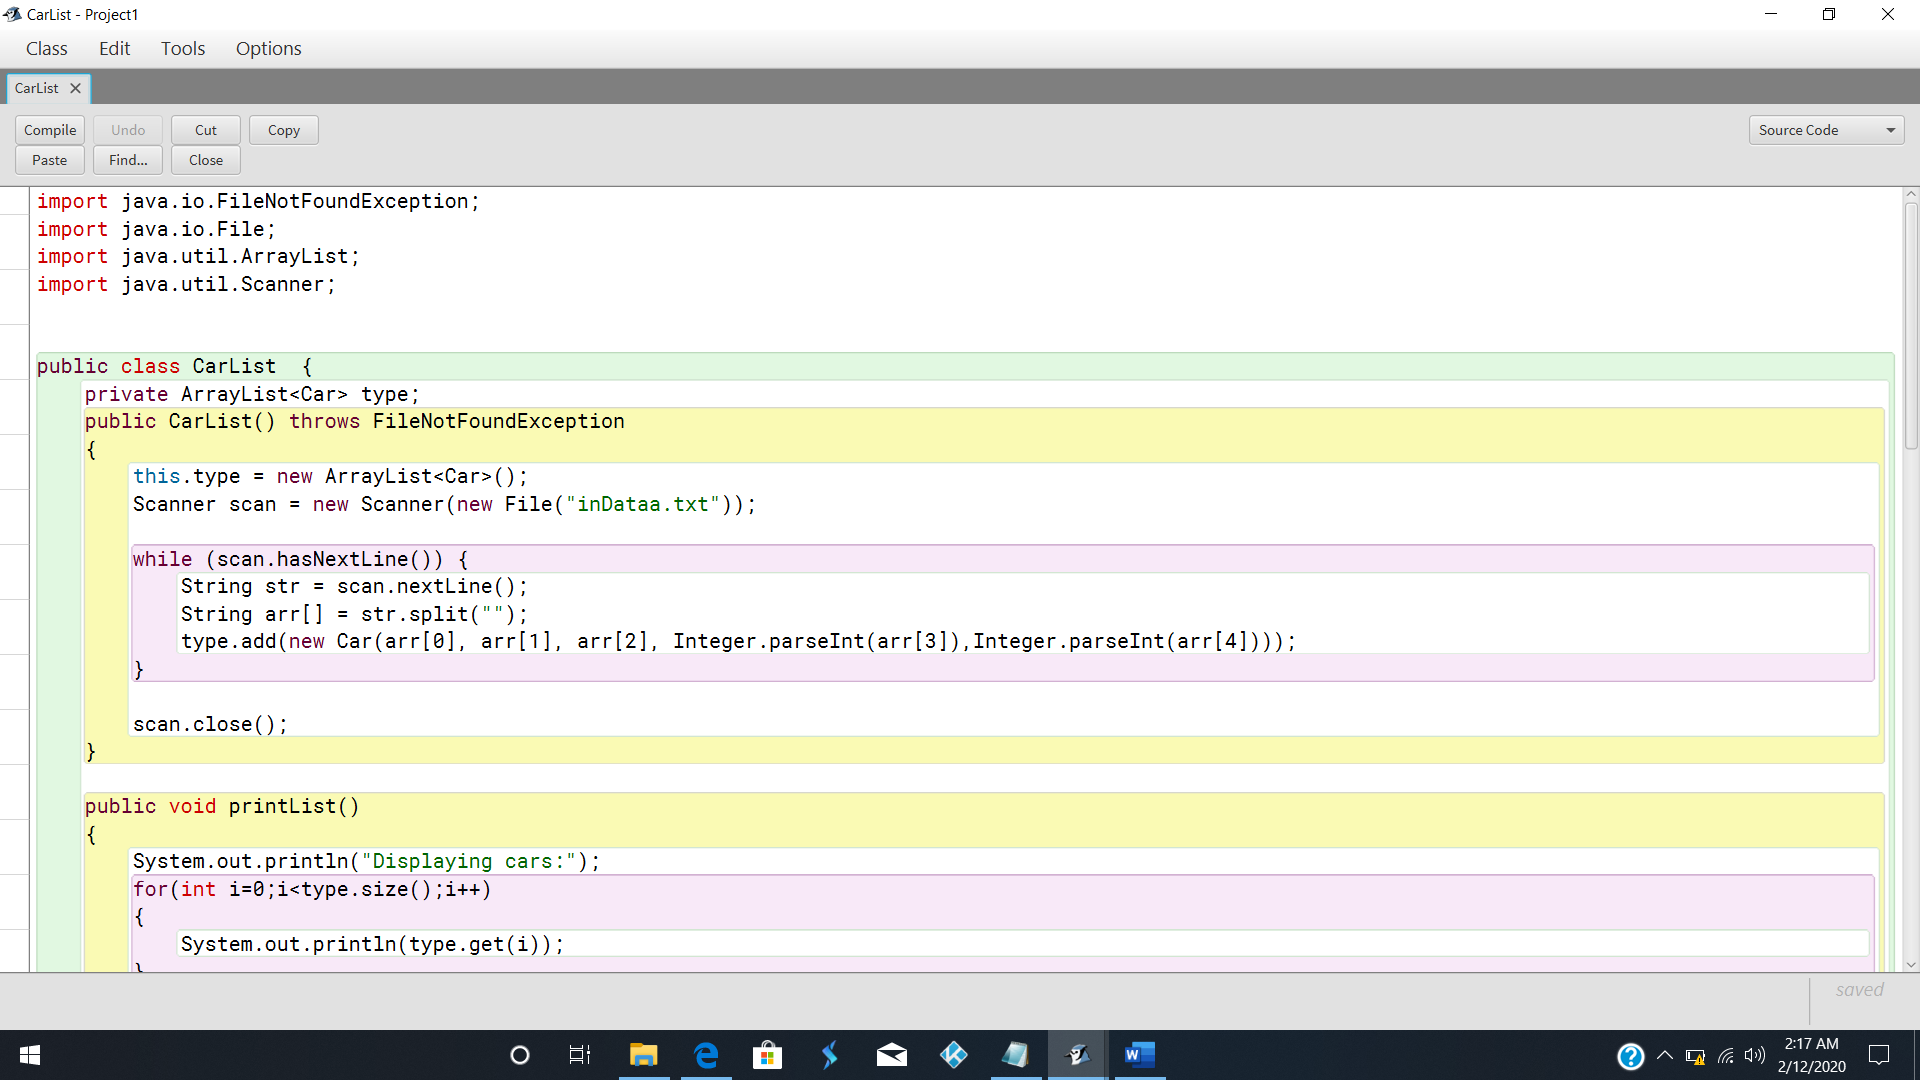 CarList - Project1
Class Edit Tools Options
CarList
Compile Undo Cut Copy Source Code
Paste Find... Close
import java.io.FileNotFoundException;
import java.io.File;
import java.util.ArrayList;
import java.util.Scanner;
public class CarList  {
private ArrayList<Car> type;
public CarList() throws FileNotFoundException
{
this.type = new ArrayList<Car>();
Scanner scan = new Scanner(new File("inDataa.txt"));
while (scan.hasNextLine()) {
String str = scan.nextLine();
String arr[] = str.split("");
type.add(new Car(arr[0], arr[1], arr[2], Integer.parseInt(arr[3]),Integer.parseInt(arr[4])));
}
scan.close();
}
public void printList()
{
System.out.println("Displaying cars:");
for(int i=0;i<type.size();i++)
{
System.out.println(type.get(i));
}
saved
2:17 AM
2/12/2020